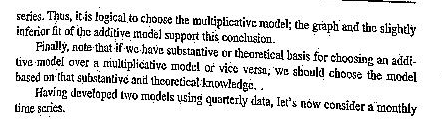 series. Thus, it is logical to choose the multiplicative model; the graph and the slightly
inferior fit of the additive model support this conclusion.
Finally, note that if we have substantive or theoretical basis for choosing an addi-
tive model over a multiplicative model or vice versa, we should choose the model
based on that substantive and theoretical knowledge.
Having developed two models using quarterly data, let's now consider a monthly
time series.